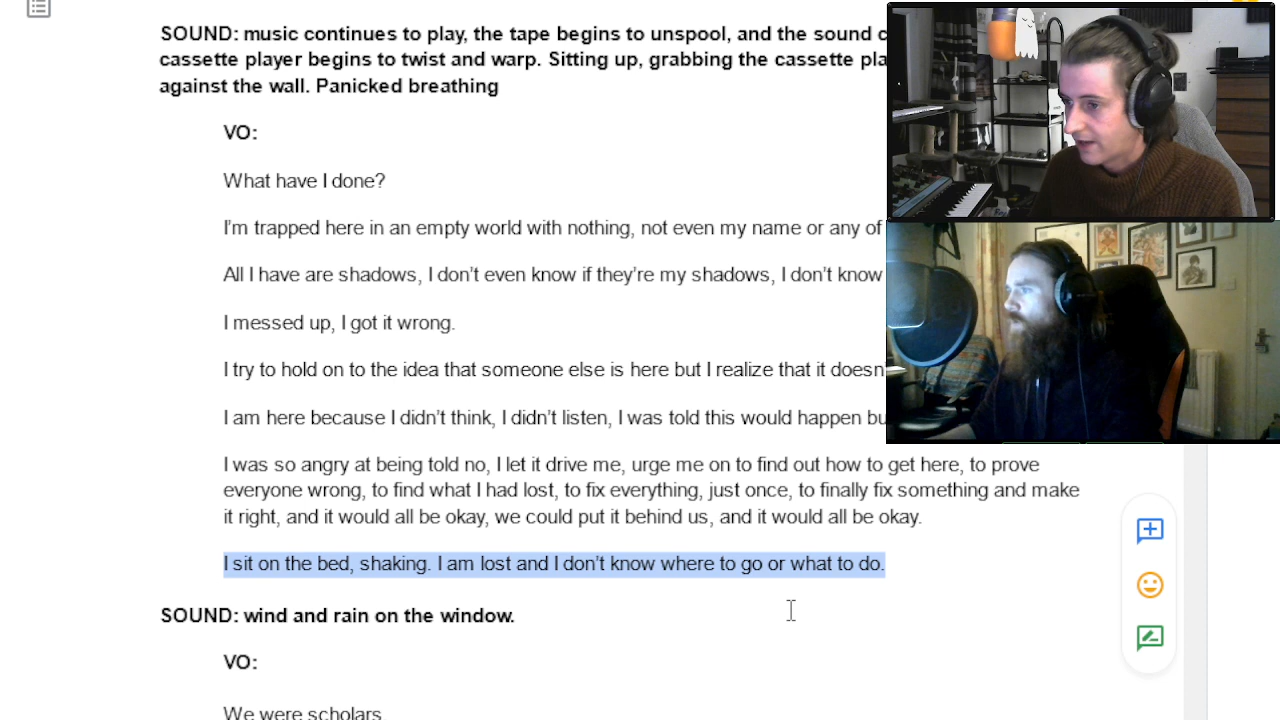 SOUND: music continues to play, the tape begins to unspool, and the sound
cassette player begins to twist and warp. Sitting up, grabbing the cassette
against the wall. Panicked breathing
VO:
What have I done?
I'm trapped here in an empty world with nothing, not even my name or any of
All I have are shadows, I don't even know if they're my shadows, I don't know
I messed up, I got it wrong.
I try to hold on to the idea that someone else is here but I realize that it
I am here because I didn't think, I didn't listen, I was told this would happen
I was so angry at being told no, I let it drive me, urge me on to find out how to get here, to prove
everyone wrong, to find what I had lost, to fix everything, just once, to finally fix something and make
it right, and it would all be okay, we could put it behind us, and it would all be okay.
I sit on the bed, shaking. I am lost and I don't know where to go or what to do.
SOUND: wind and rain on the window.
VO:
We were scholars